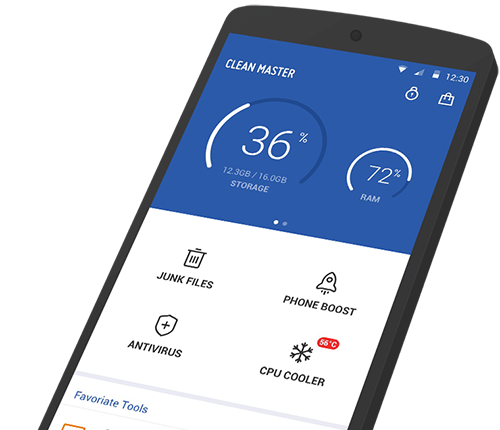 12:30
CLEAN MASTER
36%
12.3GB / 16.0GB
STORAGE
72%
RAM
JUNK FILES
PHONE BOOST
ANTIVIRUS
56°C
CPU COOLER
Favoriate Tools